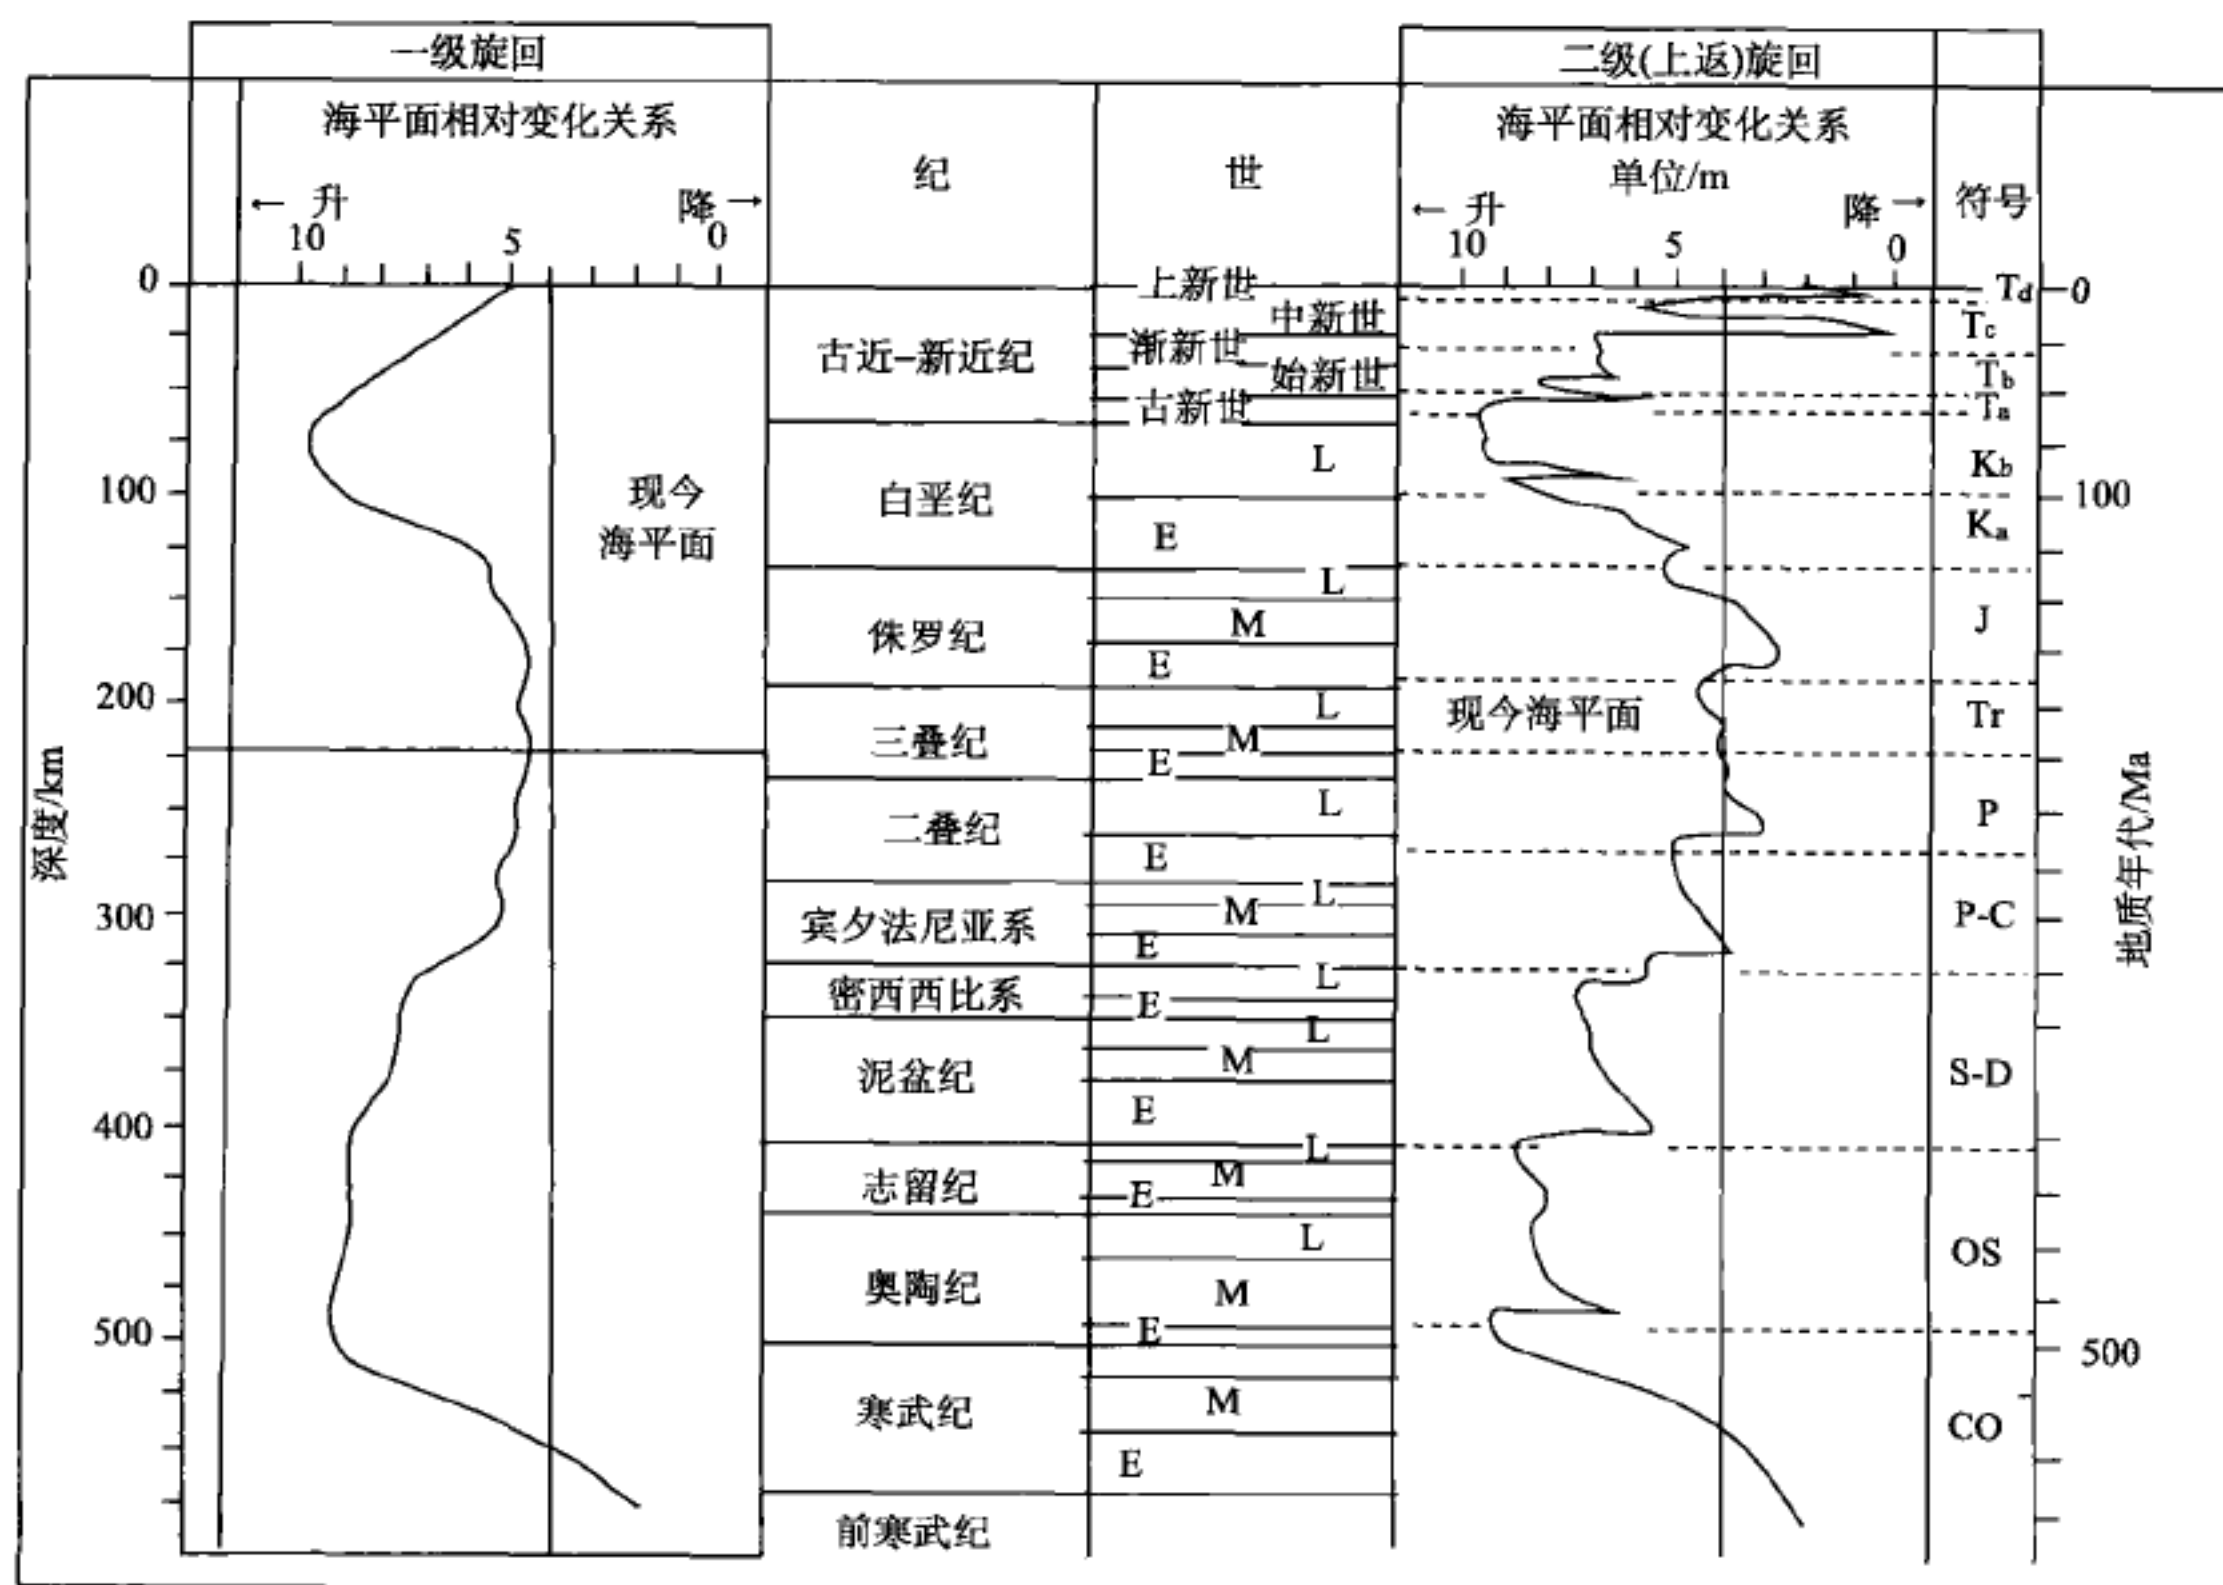 一级旋回
二级(上返)旋回
海平面相对变化关系
← 升
降 →
10
5
0
纪
世
海平面相对变化关系
单位/m
← 升
降 →
10
5
0
符号
深度/km
0
100
200
300
400
500
现今
海平面
古近-新近纪
白垩纪
侏罗纪
三叠纪
二叠纪
宾夕法尼亚系
密西西比系
泥盆纪
志留纪
奥陶纪
寒武纪
前寒武纪
上新世
中新世
渐新世
始新世
古新世
L
E
L
M
E
L
M
E
L
E
L
M
E
L
E
L
M
E
L
M
E
L
M
E
M
E
现今海平面
Td
Tc
Tb
Ta
Kb
Ka
J
Tr
P
P-C
S-D
OS
CO
0
100
500
地质年代/Ma